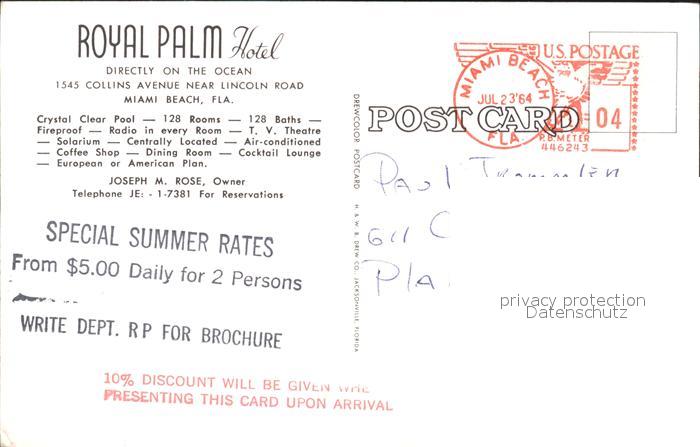 ROYAL PALM Hotel
DIRECTLY ON THE OCEAN
1545 COLLINS AVENUE NEAR LINCOLN ROAD
MIAMI BEACH, FLA.
Crystal Clear Pool — 128 Rooms — 128 Baths —
Fireproof — Radio in every Room — T. V. Theatre
— Solarium — Centrally Located — Air-conditioned
— Coffee Shop — Dining Room — Cocktail Lounge
— European or American Plan.
JOSEPH M. ROSE, Owner
Telephone JE: - 1-7381 For Reservations
SPECIAL SUMMER RATES
From $5.00 Daily for 2 Persons
WRITE DEPT. RP FOR BROCHURE
10% DISCOUNT WILL BE GIVEN
PRESENTING THIS CARD UPON ARRIVAL
DREWCOLOR POSTCARD H. & W. B. DREW CO., JACKSONVILLE, FLORIDA
U.S. POSTAGE
MIAMI BEACH
JUL 23'64
FLA.
04
P.B. METER
446243
POST CARD
Paul
611 C
Pla
privacy protection
Datenschutz